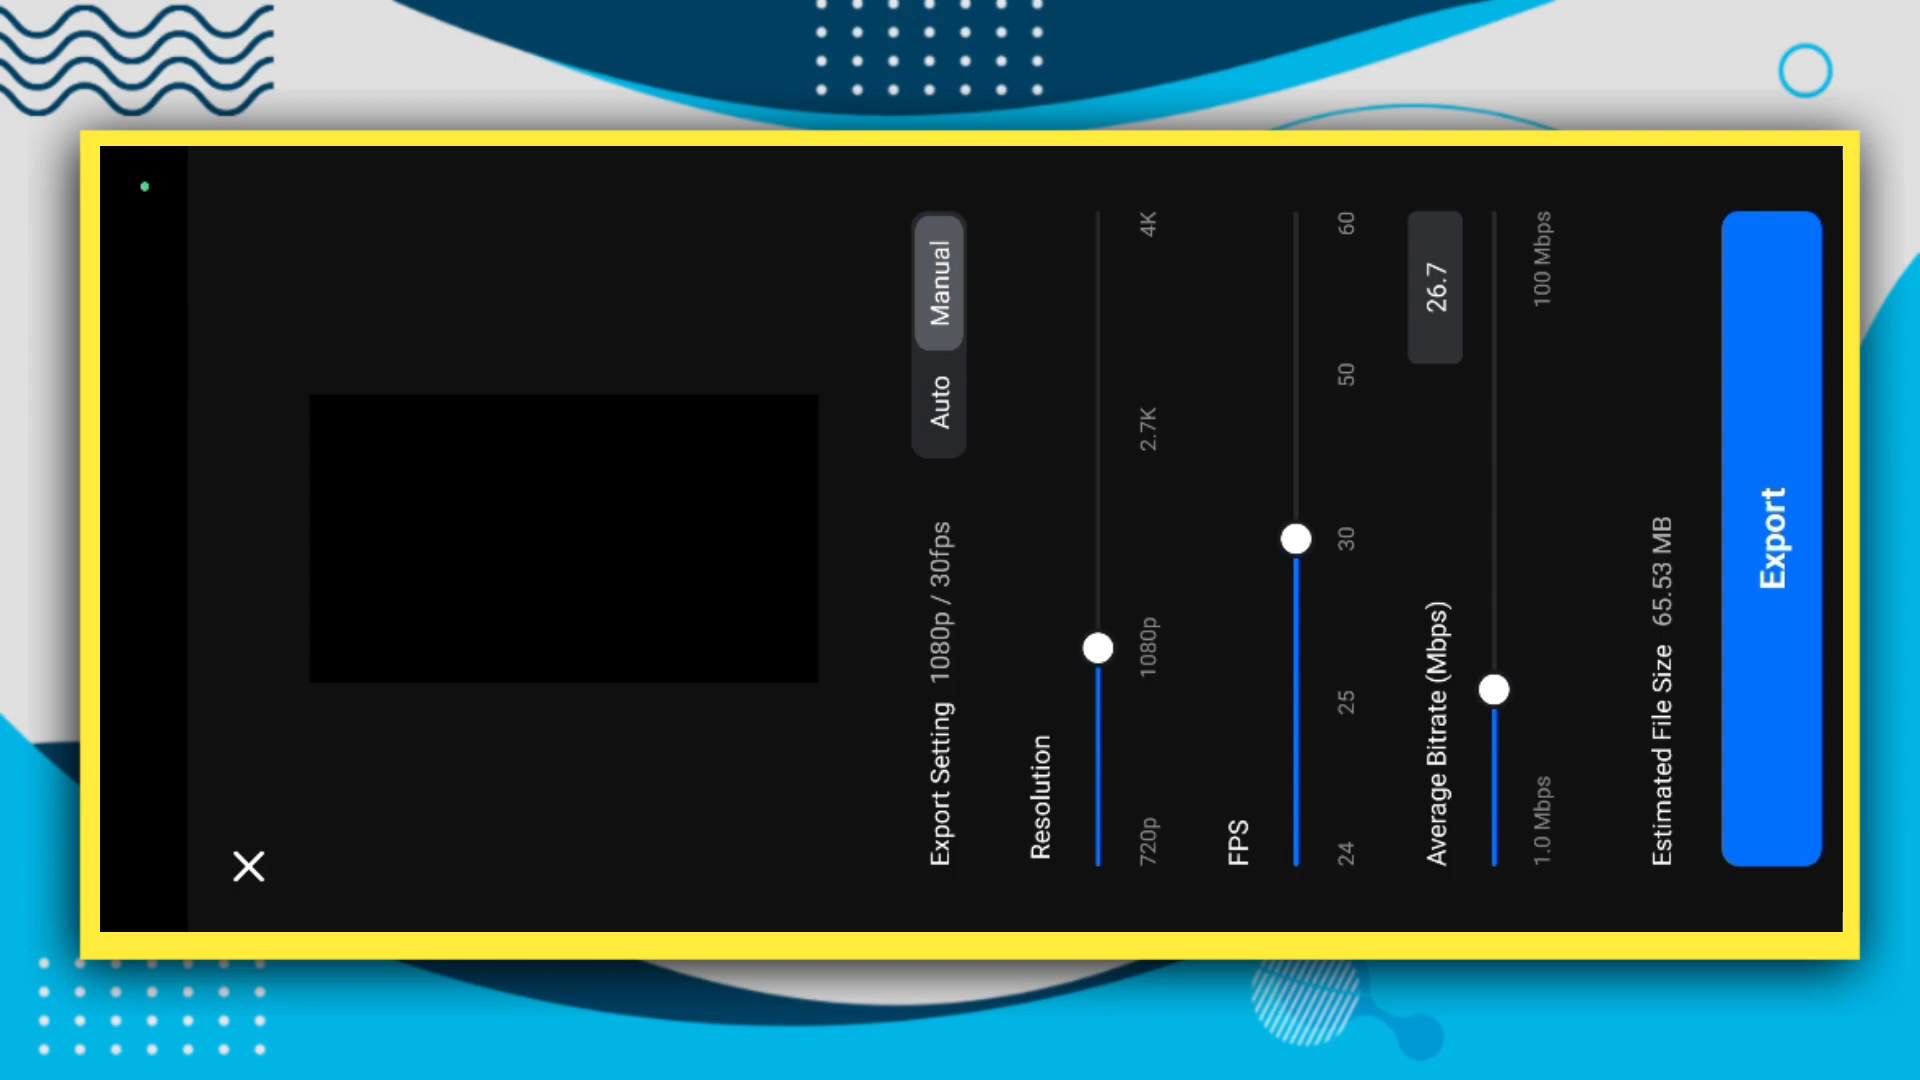 Export Setting 1080p / 30fps Auto Manual
Resolution
720p 1080p 2.7K 4K
FPS
24 25 30 50 60
Average Bitrate (Mbps) 26.7
1.0 Mbps 100 Mbps
Estimated File Size 65.53 MB
Export